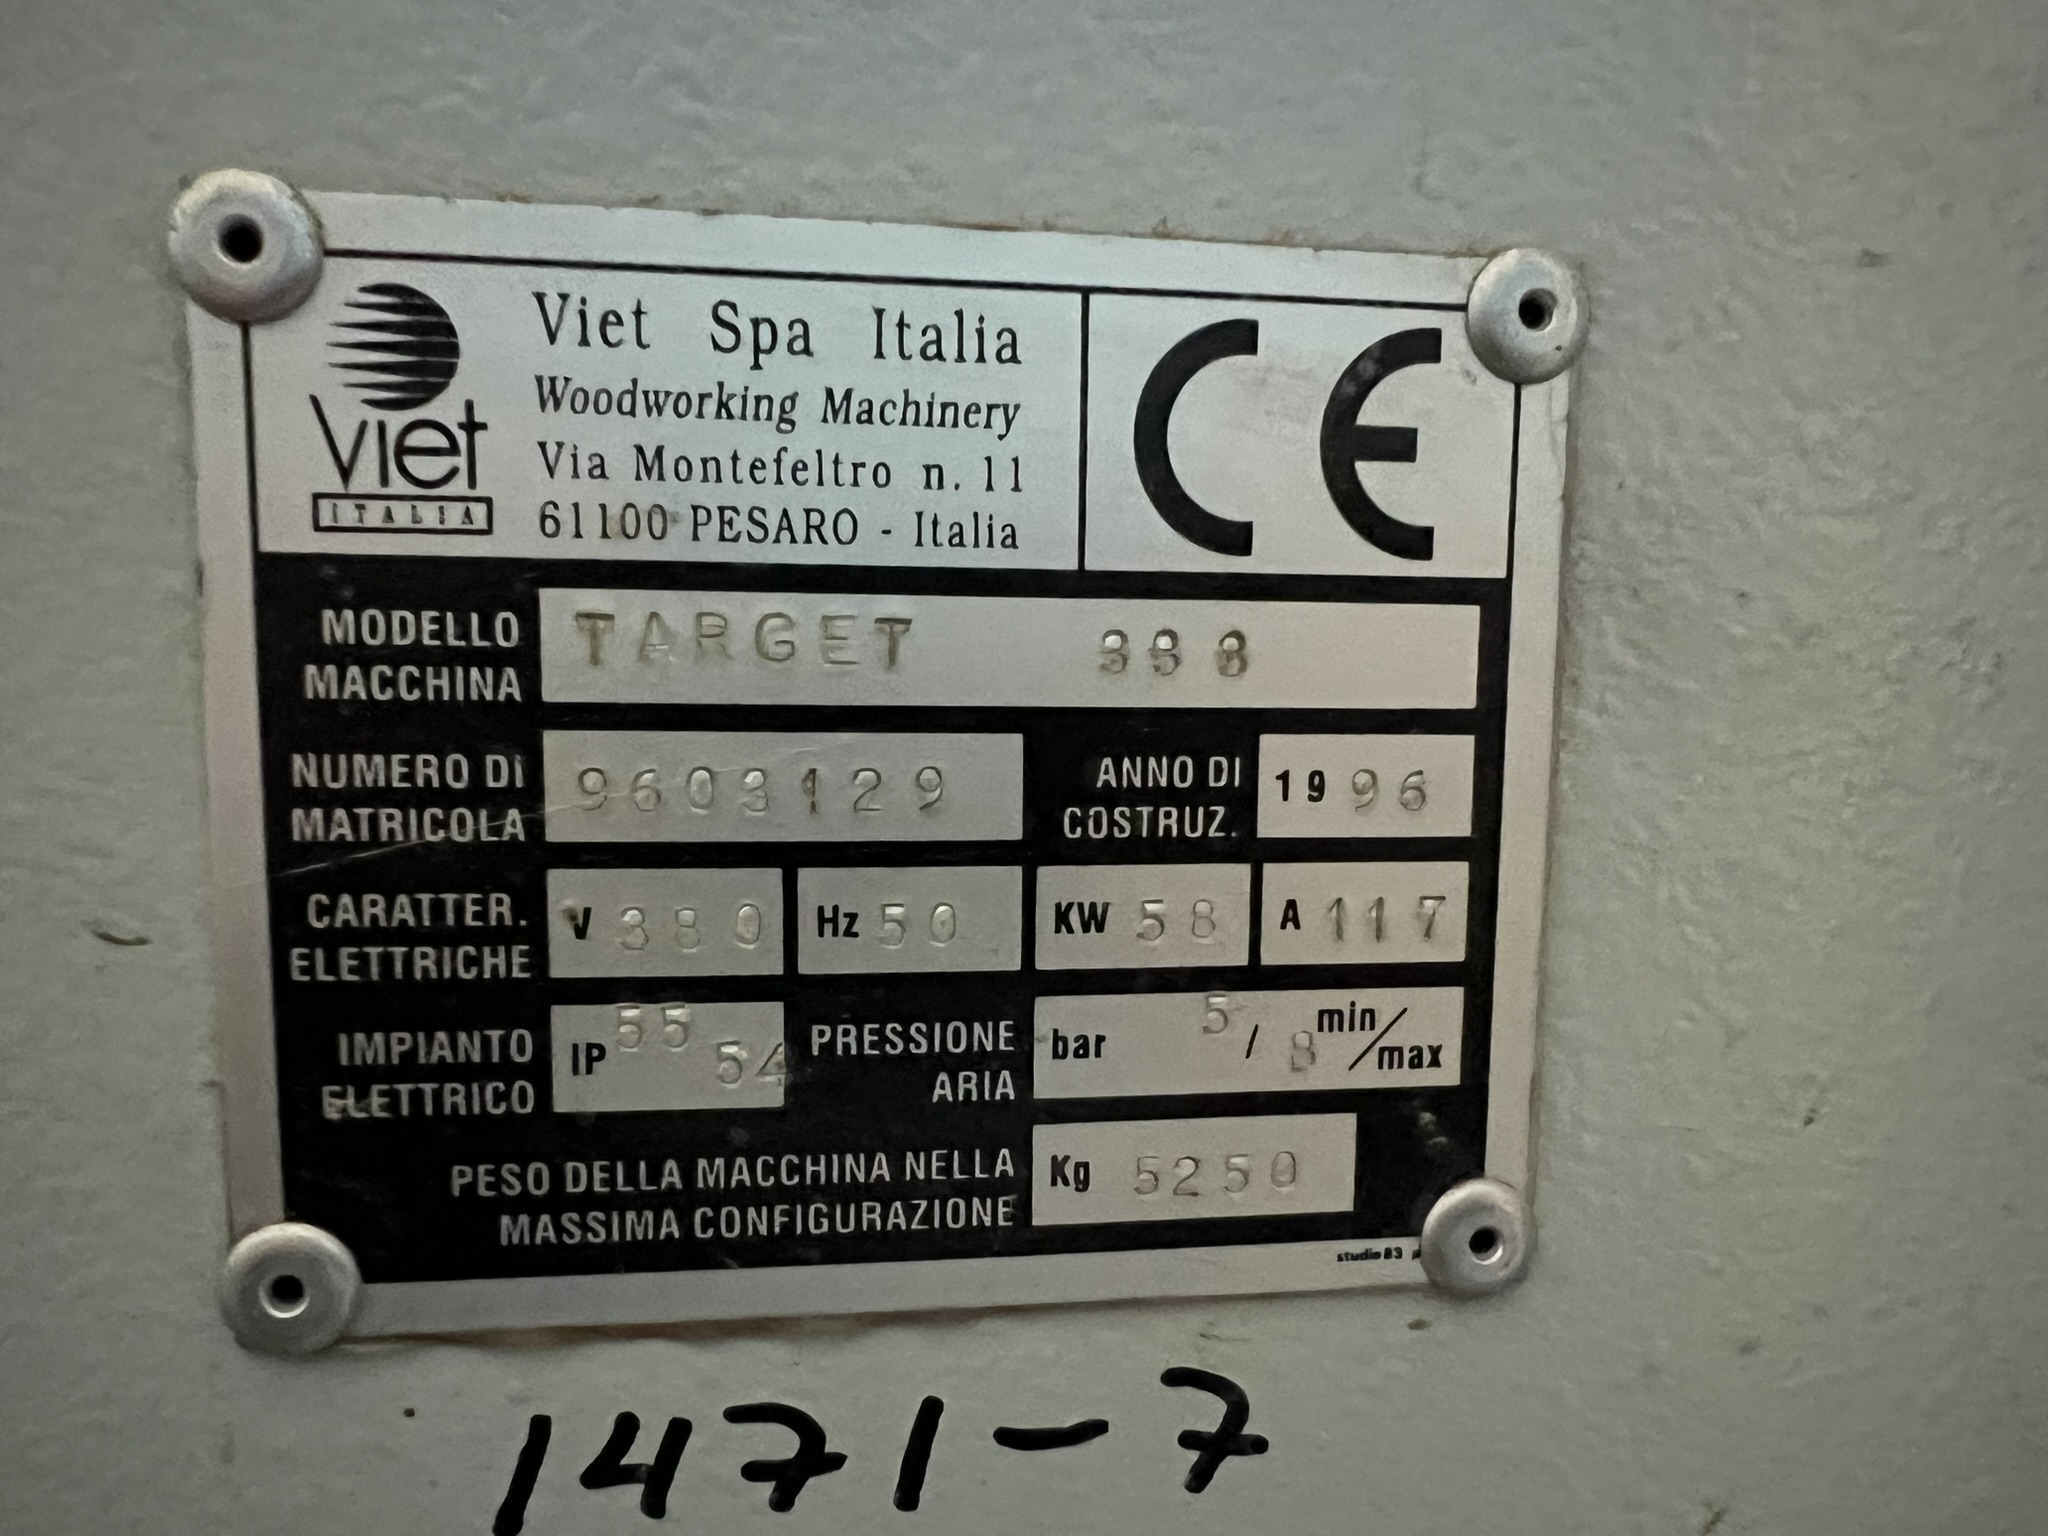 viet
ITALIA
Viet Spa Italia
Woodworking Machinery
Via Montefeltro n. 11
61100 PESARO - Italia
CE
MODELLO
MACCHINA
TARGET
NUMERO DI
MATRICOLA
9603129
ANNO DI
COSTRUZ.
1996
CARATTER.
ELETTRICHE
V 380
Hz 50
KW 58
A 117
IMPIANTO
ELETTRICO
IP 55 54
PRESSIONE
ARIA
bar 5 / 8 min/max
PESO DELLA MACCHINA NELLA
MASSIMA CONFIGURAZIONE
Kg 5250
studio 83
1471-7